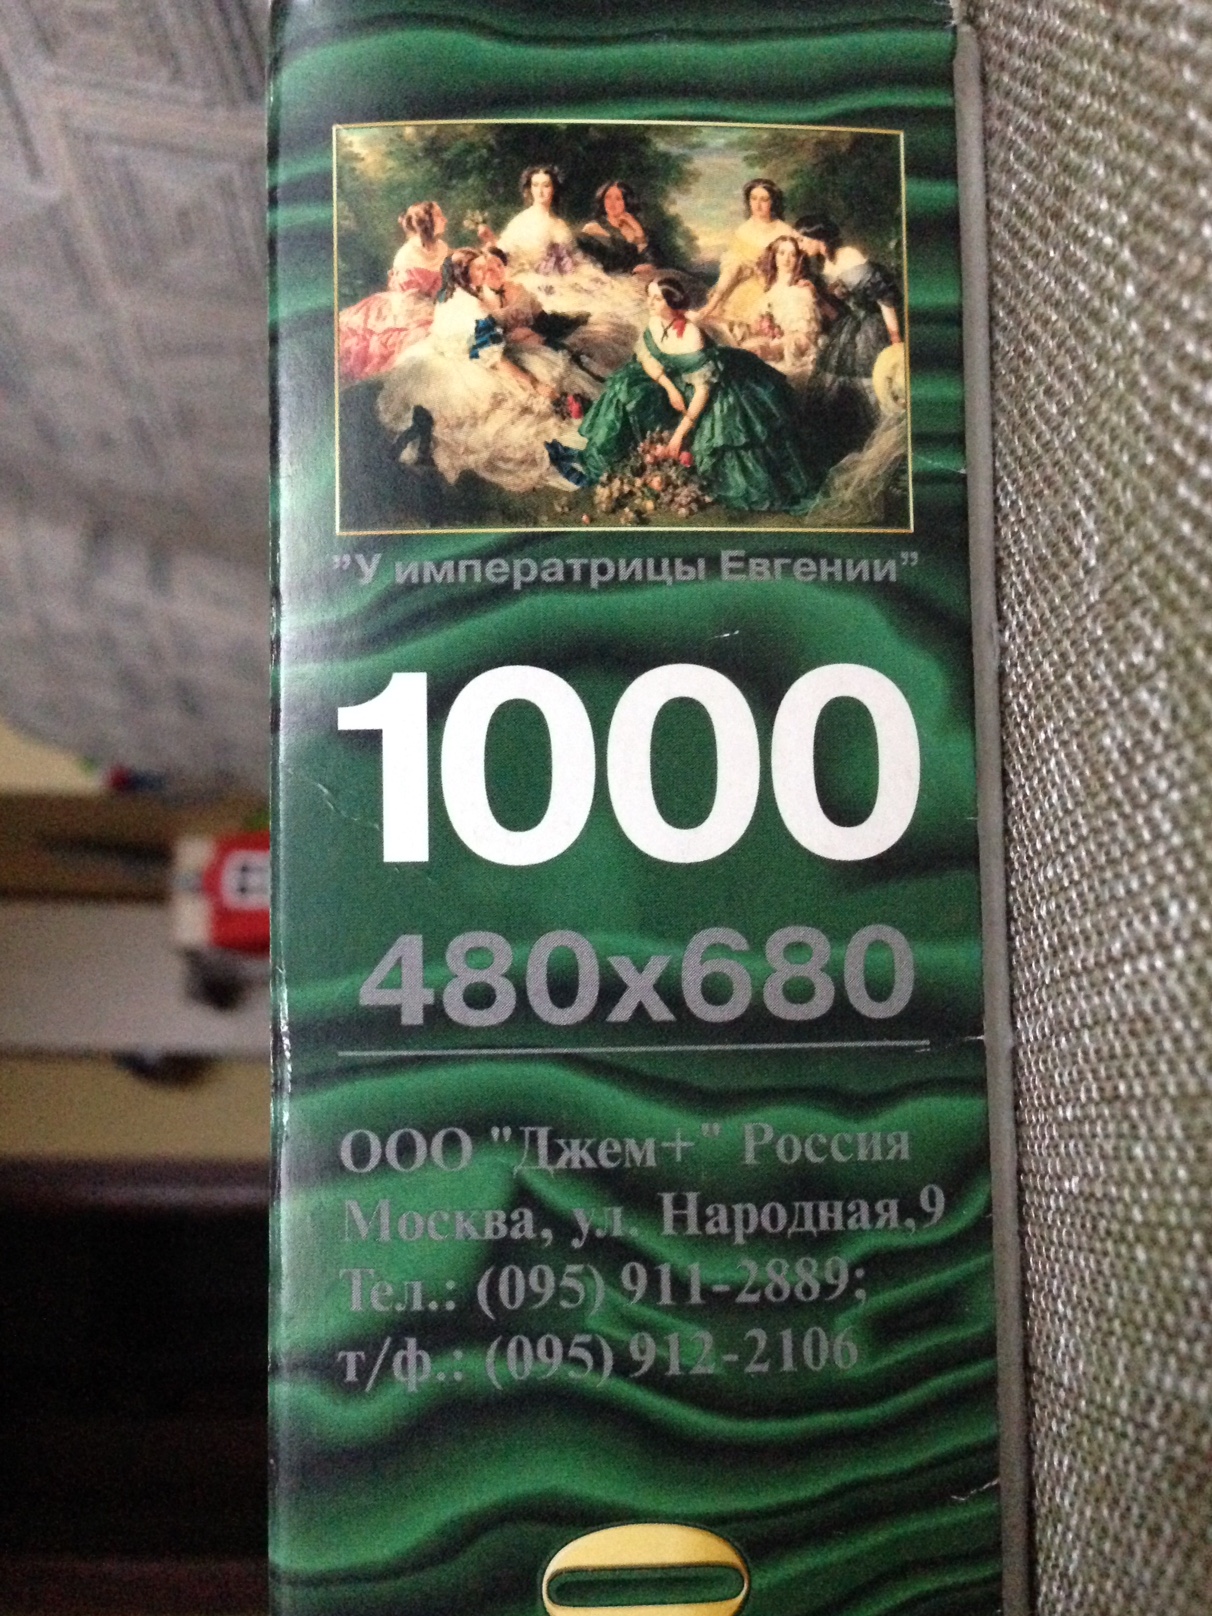 "У императрицы Евгении"
1000
480x680
ООО "Джем+" Россия
Москва, ул. Народная,9
Тел.: (095) 911-2889;
т/ф.: (095) 912-2106